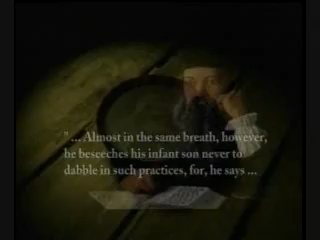 " ... Almost in the same breath, however,
he beseeches his infant son never to
dabble in such practices, for, he says ...